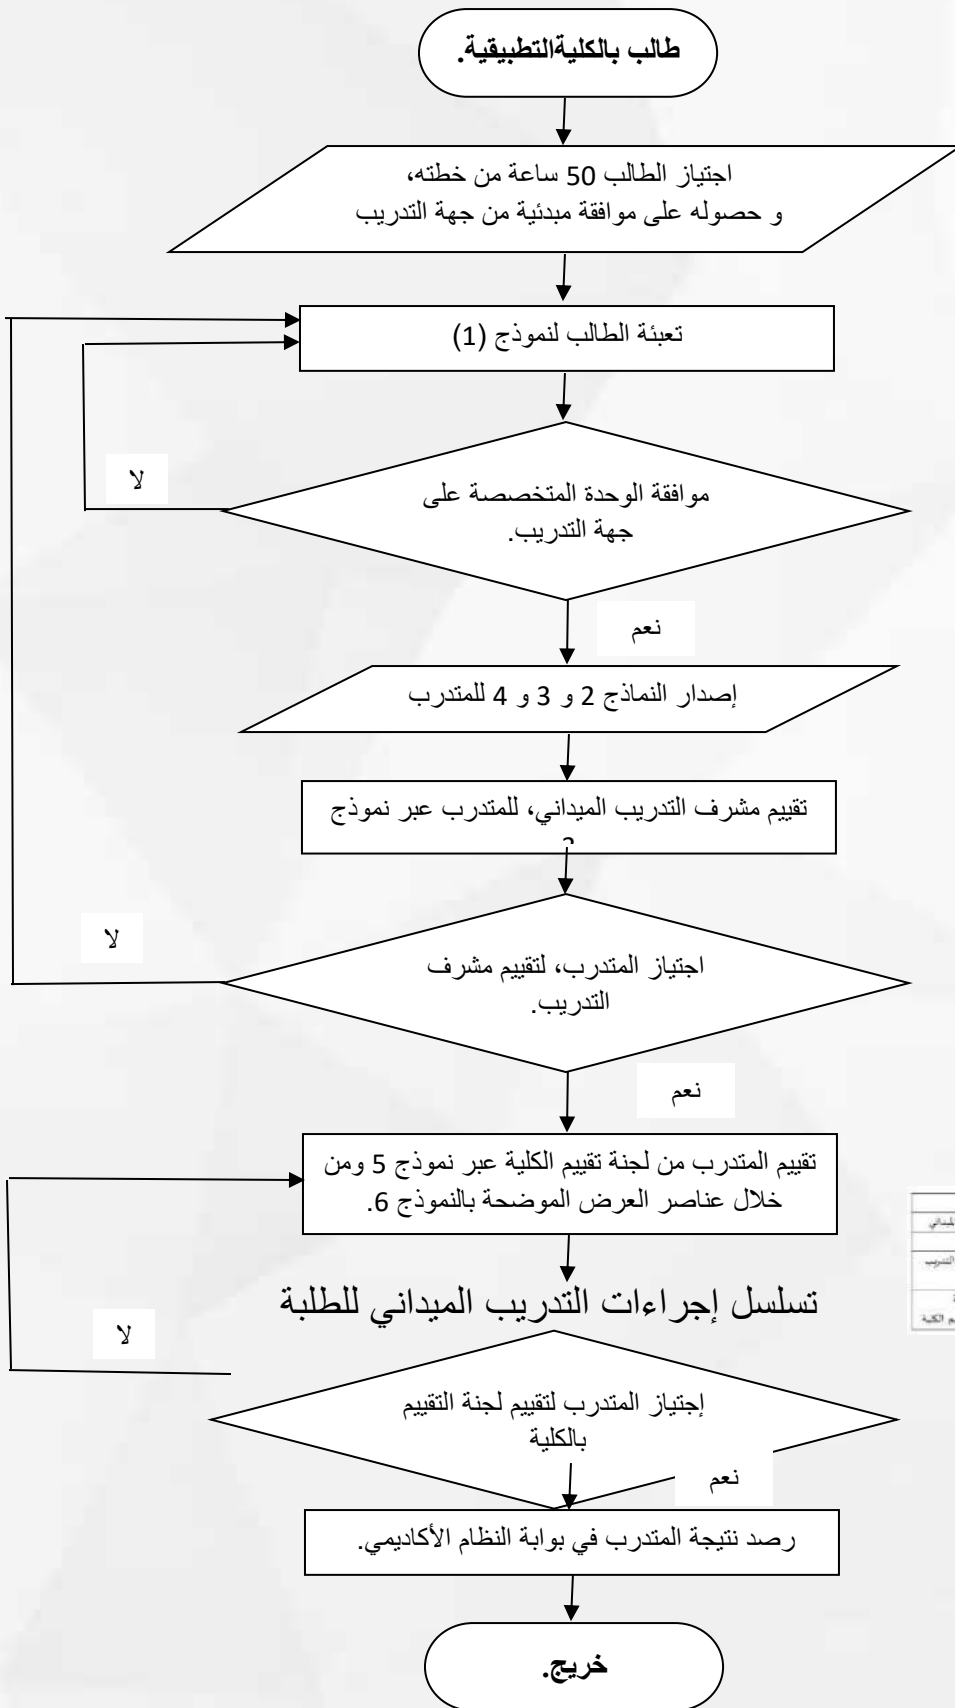 طالب بالكلية التطبيقية.
اجتياز الطالب 50 ساعة من خطته،
و حصوله على موافقة مبدئية من جهة التدريب
تعبئة الطالب لنموذج (1)
لا
موافقة الوحدة المتخصصة على
جهة التدريب.
نعم
إصدار النماذج 2 و 3 و 4 للمتدرب
تقييم مشرف التدريب الميداني، للمتدرب عبر نموذج
لا
اجتياز المتدرب، لتقييم مشرف
التدريب.
نعم
تقييم المتدرب من لجنة تقييم الكلية عبر نموذج 5 ومن
خلال عناصر العرض الموضحة بالنموذج 6.
تسلسل إجراءات التدريب الميداني للطلبة
لا
إجتياز المتدرب لتقييم لجنة التقييم
بالكلية
نعم
رصد نتيجة المتدرب في بوابة النظام الأكاديمي.
خريج.